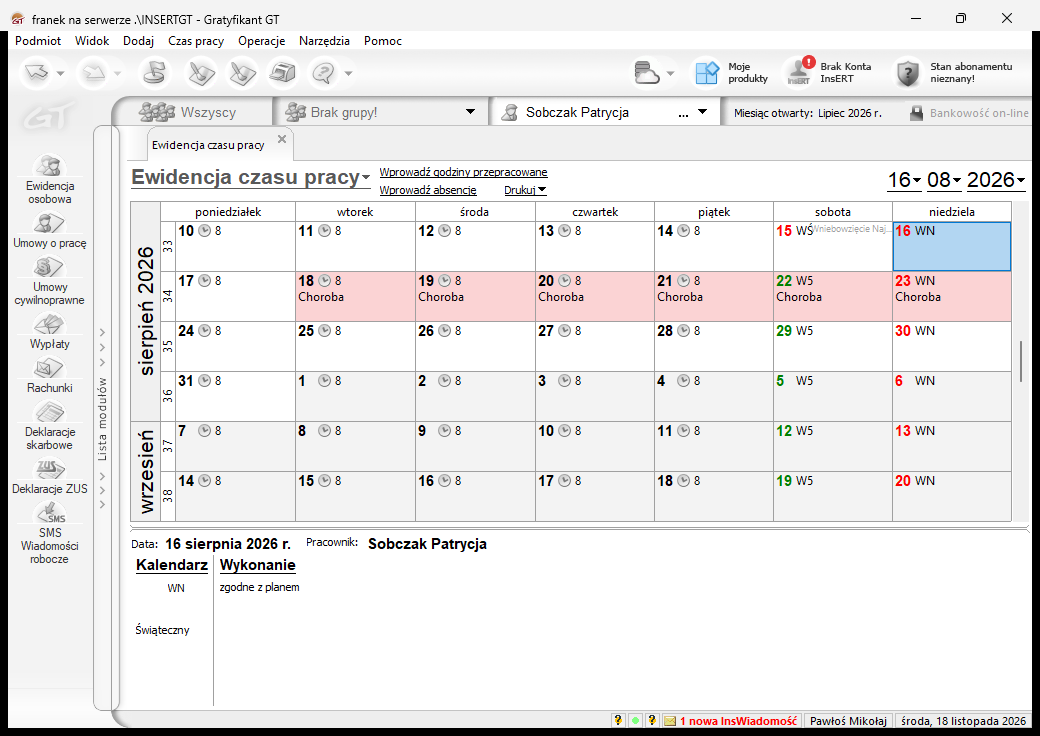 franek na serwerze .\INSERTGT - Gratyfikant GT
Podmiot Widok Dodaj Czas pracy Operacje Narzędzia Pomoc
Moje produkty
Brak Konta InsERT
Stan abonamentu nieznany!
GT
Wszyscy
Brak grupy!
Sobczak Patrycja ...
Miesiąc otwarty: Lipiec 2026 r.
Bankowość on-line
Ewidencja osobowa
Umowy o pracę
Umowy cywilnoprawne
Wypłaty
Rachunki
Deklaracje skarbowe
Deklaracje ZUS
SMS Wiadomości robocze
Lista modułów
Ewidencja czasu pracy
Ewidencja czasu pracy
Wprowadź godziny przepracowane
Wprowadź absencję Drukuj
16 08 2026
poniedziałek wtorek środa czwartek piątek sobota niedziela
sierpień 2026
33
10 8 11 8 12 8 13 8 14 8 15 WŚ Wniebowzięcie Naj... 16 WN
34
17 8 18 8 19 8 20 8 21 8 22 W5 23 WN
Choroba Choroba Choroba Choroba Choroba Choroba
35
24 8 25 8 26 8 27 8 28 8 29 W5 30 WN
36
31 8 1 8 2 8 3 8 4 8 5 W5 6 WN
wrzesień
37
7 8 8 8 9 8 10 8 11 8 12 W5 13 WN
38
14 8 15 8 16 8 17 8 18 8 19 W5 20 WN
Data: 16 sierpnia 2026 r. Pracownik: Sobczak Patrycja
Kalendarz Wykonanie
WN zgodne z planem
Świąteczny
1 nowa InsWiadomość
Pawłoś Mikołaj
środa, 18 listopada 2026